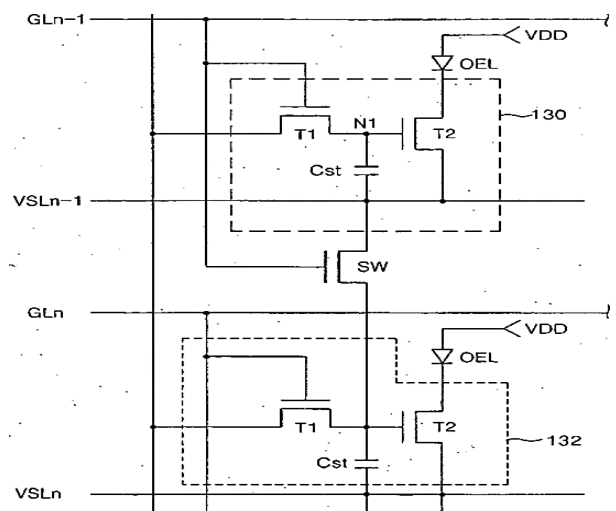 GLn-1
VDD
OEL
130
N1
T1
T2
Cst
VSLn-1
SW
GLn
VDD
OEL
T1
T2
132
Cst
VSLn